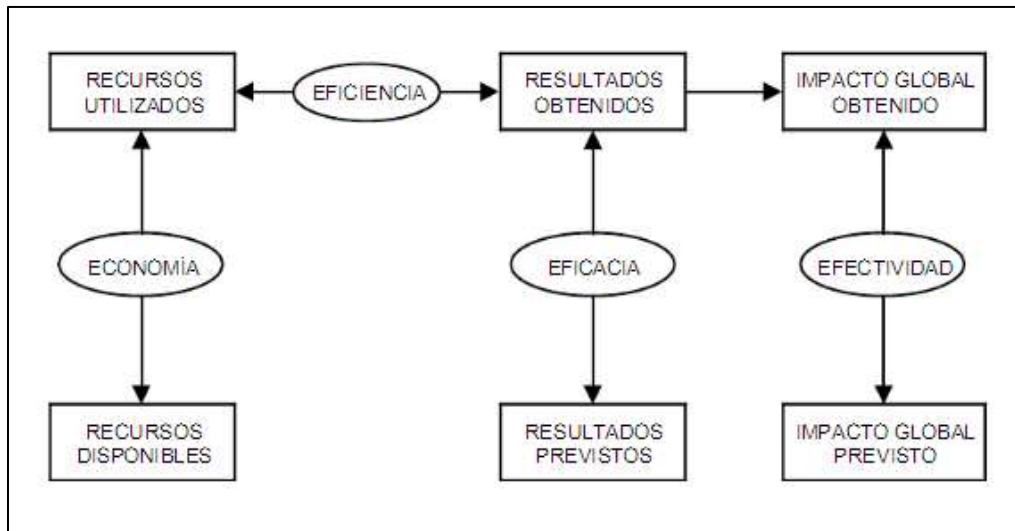 RECURSOS
UTILIZADOS
EFICIENCIA
RESULTADOS
OBTENIDOS
IMPACTO GLOBAL
OBTENIDO
ECONOMÍA
EFICACIA
EFECTIVIDAD
RECURSOS
DISPONIBLES
RESULTADOS
PREVISTOS
IMPACTO GLOBAL
PREVISTO